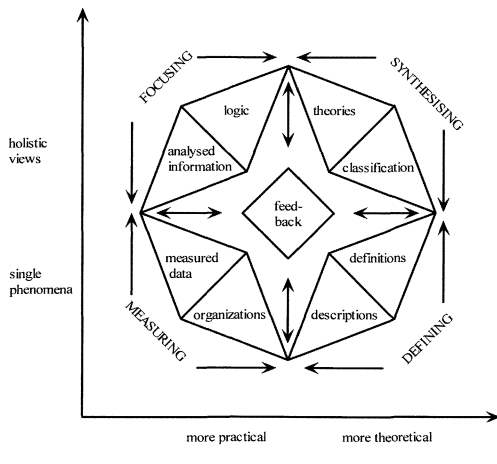 FOCUSING
SYNTHESISING
logic
theories
holistic
views
analysed
information
classification
feed-
back
single
phenomena
measured
data
definitions
organizations
descriptions
MEASURING
DEFINING
more practical
more theoretical